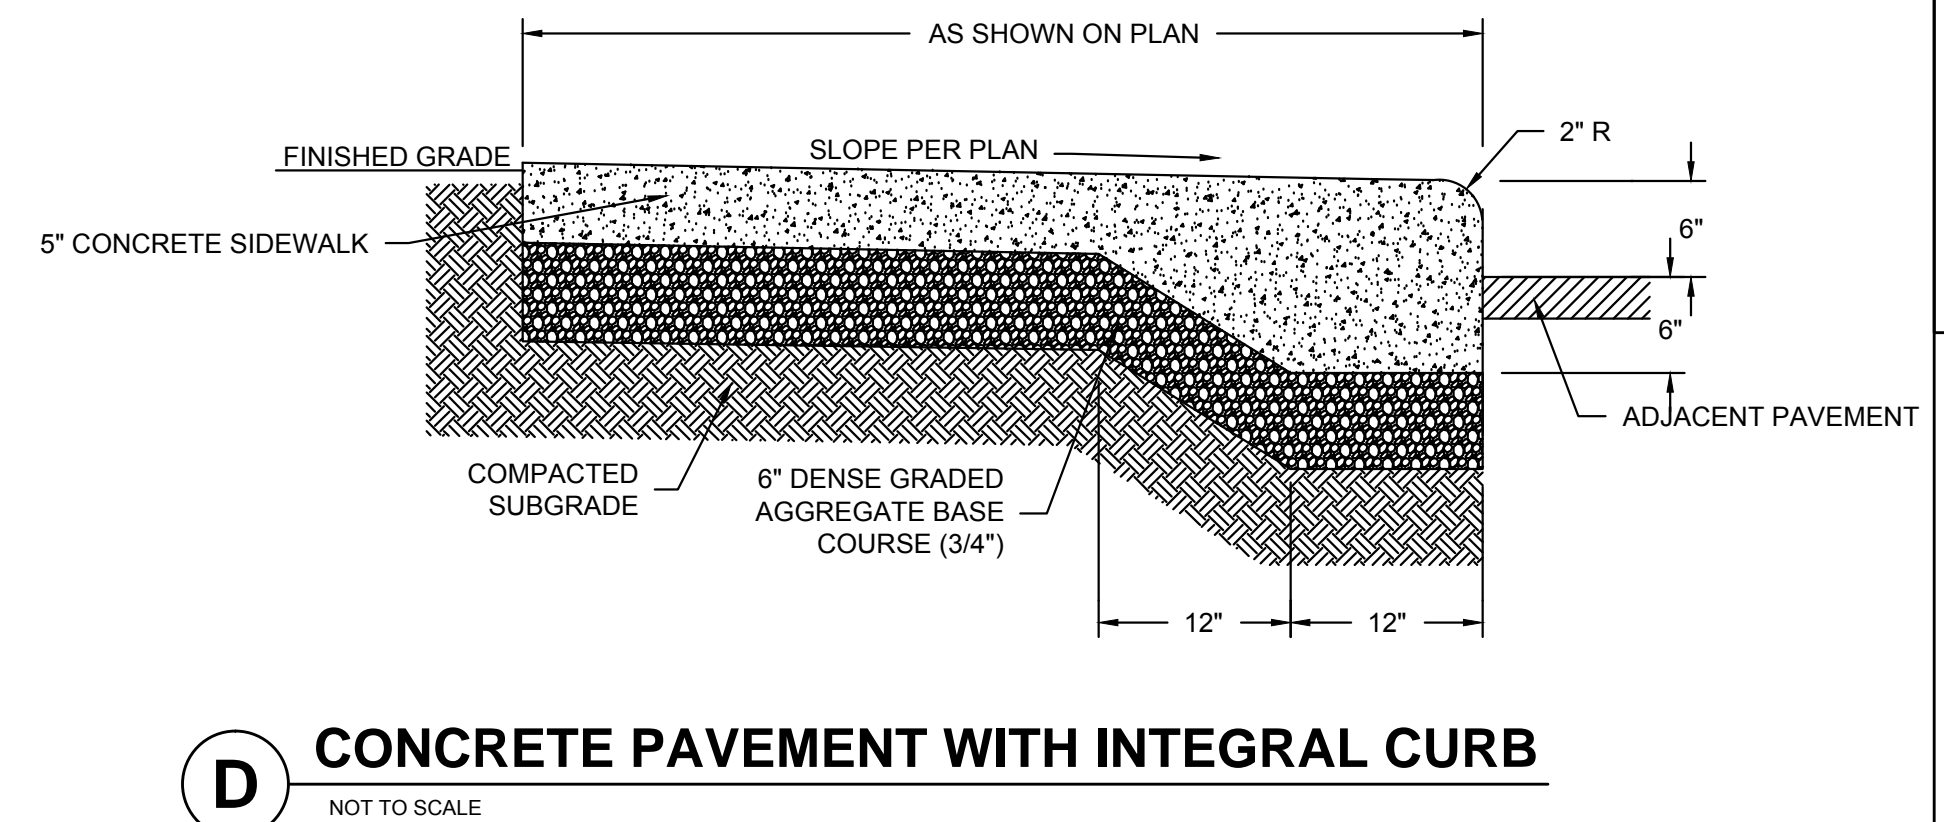 AS SHOWN ON PLAN
2" R
FINISHED GRADE
SLOPE PER PLAN
5" CONCRETE SIDEWALK
6"
6"
ADJACENT PAVEMENT
COMPACTED
SUBGRADE
6" DENSE GRADED
AGGREGATE BASE
COURSE (3/4")
12"
12"
D
CONCRETE PAVEMENT WITH INTEGRAL CURB
NOT TO SCALE